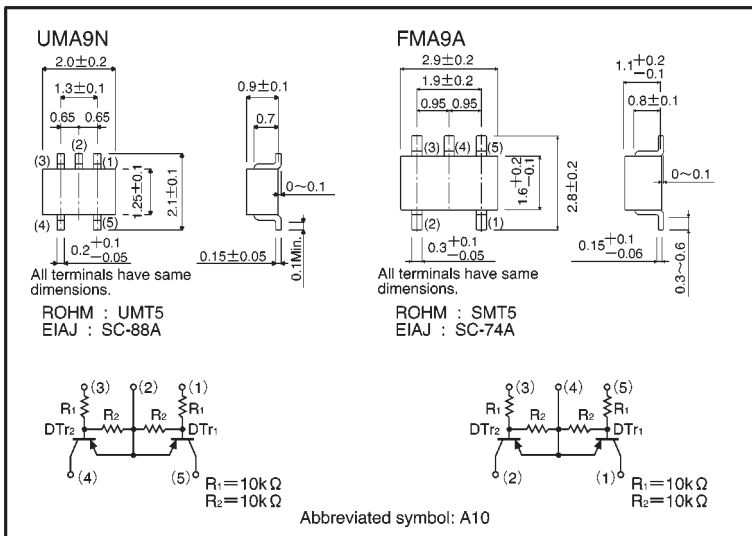 UMA9N
2.0±0.2
1.3±0.1
0.65 0.65
(2)
(3) (1)
(4) (5)
1.25±0.1
2.1±0.1
0.2 +0.1 −0.05
0.9±0.1
0.7
0~0.1
0.15±0.05
0.1Min.
All terminals have same
dimensions.
ROHM : UMT5
EIAJ : SC-88A
FMA9A
2.9±0.2
1.9±0.2
0.95 0.95
(3) (4) (5)
(2) (1)
1.6 +0.2 −0.1
2.8±0.2
0.3 +0.1 −0.05
1.1 +0.2 −0.1
0.8±0.1
0~0.1
0.15 +0.1 −0.06
0.3~0.6
All terminals have same
dimensions.
ROHM : SMT5
EIAJ : SC-74A
(3) (2) (1)
R1 R2 R2 R1
DTr2 DTr1
(4) (5)
R1=10kΩ
R2=10kΩ
(3) (4) (5)
R1 R2 R2 R1
DTr2 DTr1
(2) (1)
R1=10kΩ
R2=10kΩ
Abbreviated symbol: A10